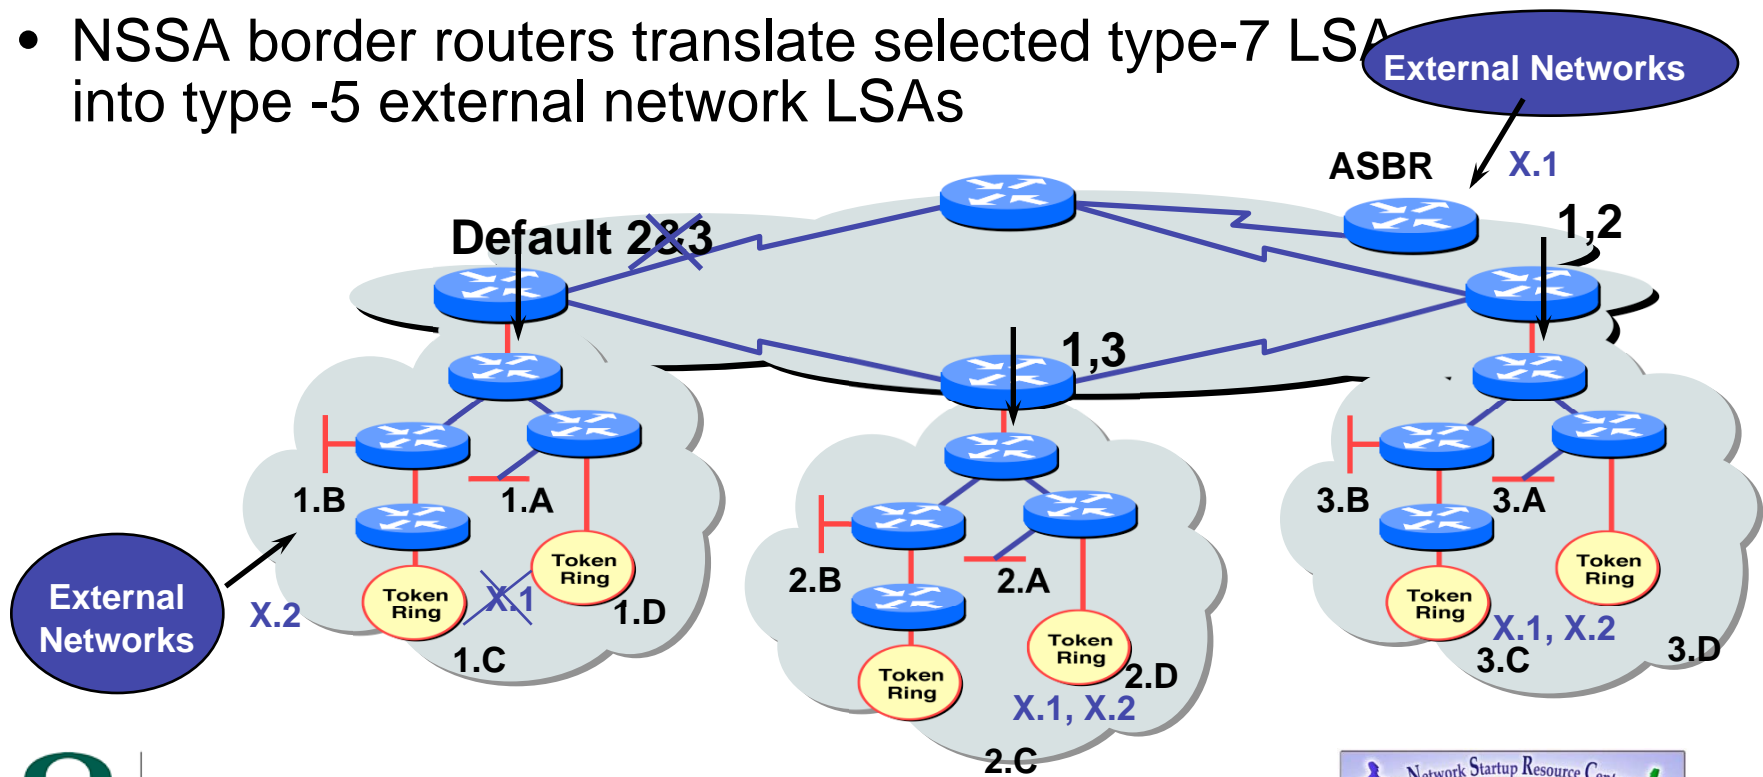 • NSSA border routers translate selected type-7 LSA
into type -5 external network LSAs
External Networks
ASBR
X.1
Default 2&3
1,2
1,3
1.B
1.A
Token
Ring
X.1
Token
Ring
1.D
1.C
External
Networks
X.2
2.B
2.A
Token
Ring
Token
Ring
2.D
X.1, X.2
2.C
3.B
3.A
Token
Ring
Token
Ring
X.1, X.2
3.C
3.D
Network Startup Resource